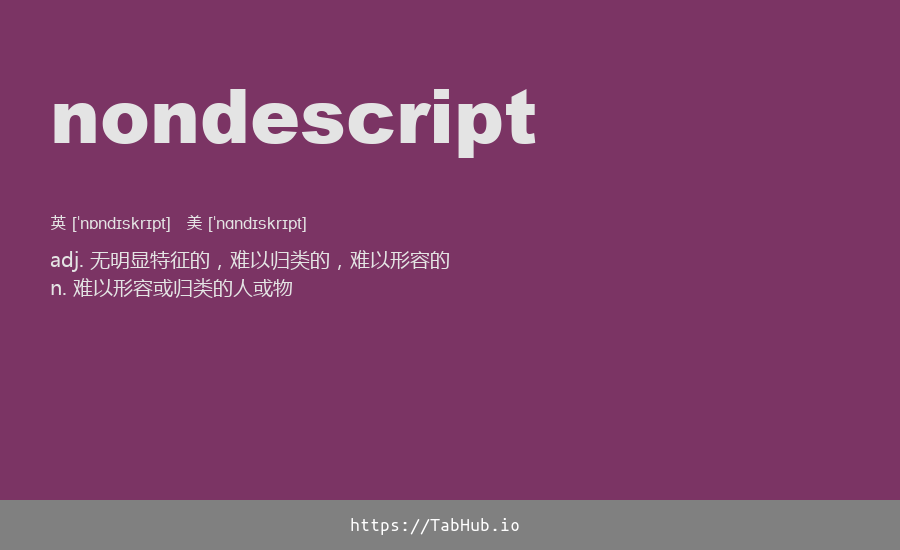 nondescript
英 [ˈnɒndɪskrɪpt] 美 [ˈnɑndɪskrɪpt]
adj. 无明显特征的，难以归类的，难以形容的
n. 难以形容或归类的人或物
https://TabHub.io